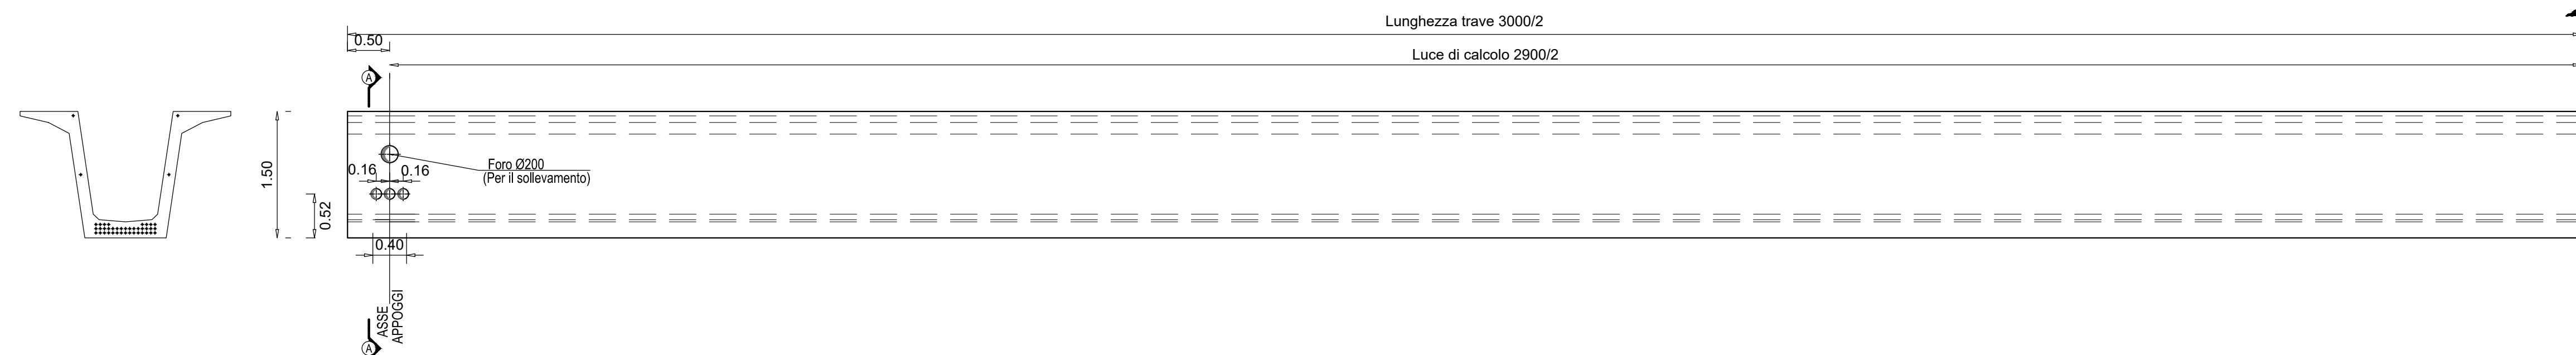 Lunghezza trave 3000/2
0.50
Luce di calcolo 2900/2
A
1.50
0.16
0.16
Foro Ø200
(Per il sollevamento)
0.52
0.40
ASSE
APPOGGI
A